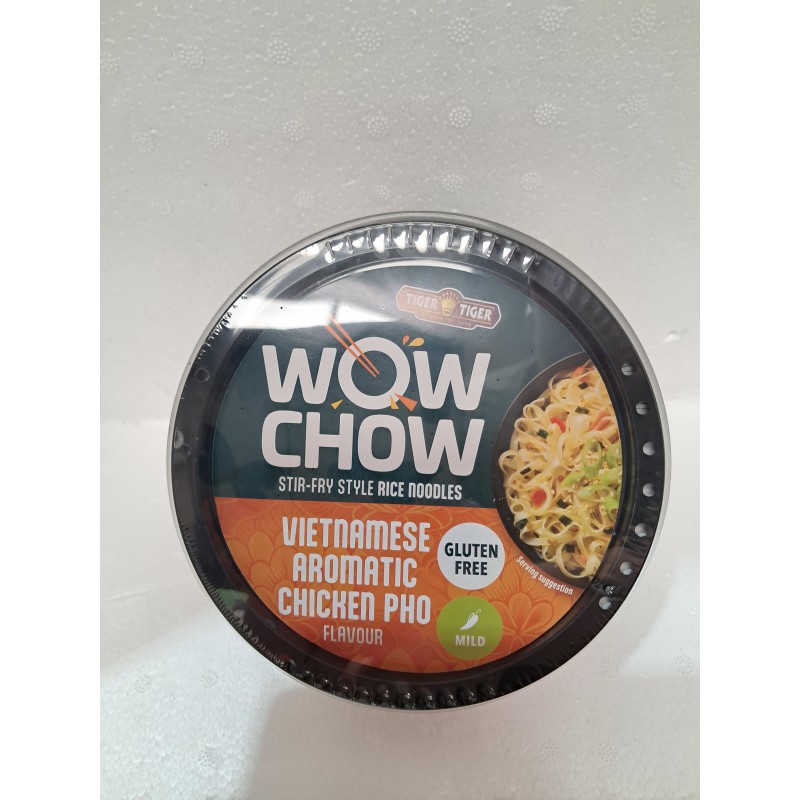 TIGER TIGER
WOW
CHOW
STIR-FRY STYLE RICE NOODLES
VIETNAMESE
AROMATIC
CHICKEN PHO
FLAVOUR
GLUTEN
FREE
MILD
Serving suggestion